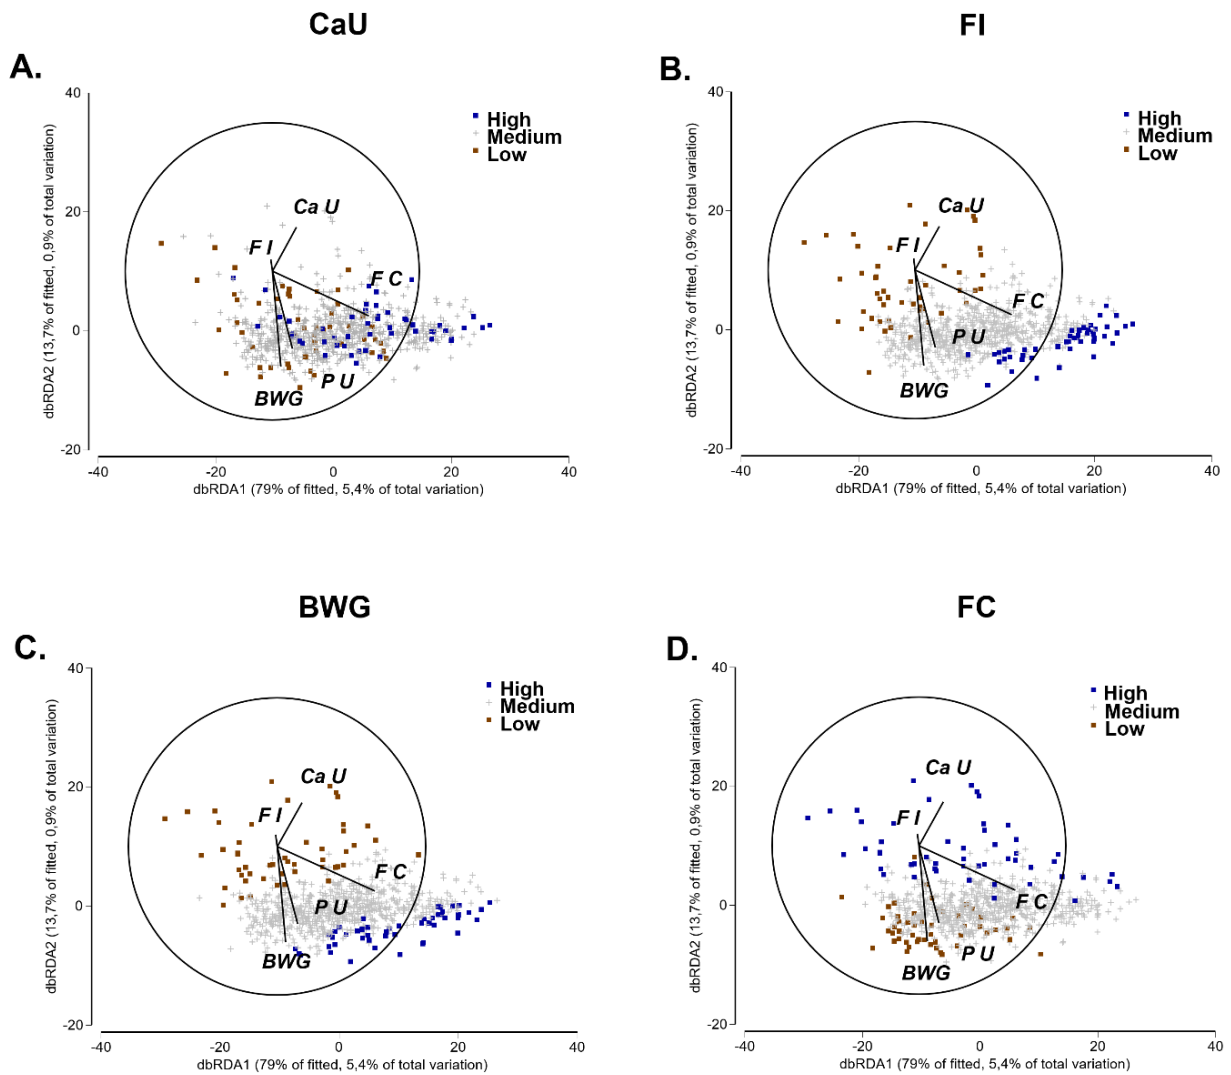 CaU
A.
40
20
0
-20
dbRDA2 (13,7% of fitted, 0,9% of total variation)
High
Medium
Low
Ca U
F I
F C
P U
BWG
-40
-20
0
20
40
dbRDA1 (79% of fitted, 5,4% of total variation)
FI
B.
40
20
0
-20
dbRDA2 (13,7% of fitted, 0,9% of total variation)
High
Medium
Low
Ca U
F I
F C
P U
BWG
-40
-20
0
20
40
dbRDA1 (79% of fitted, 5,4% of total variation)
BWG
C.
40
20
0
-20
dbRDA2 (13,7% of fitted, 0,9% of total variation)
High
Medium
Low
Ca U
F I
F C
P U
BWG
-40
-20
0
20
40
dbRDA1 (79% of fitted, 5,4% of total variation)
FC
D.
40
20
0
-20
dbRDA2 (13,7% of fitted, 0,9% of total variation)
High
Medium
Low
Ca U
F I
F C
P U
BWG
-40
-20
0
20
40
dbRDA1 (79% of fitted, 5,4% of total variation)